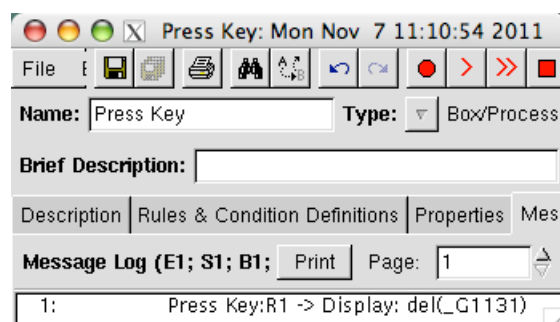 X Press Key: Mon Nov 7 11:10:54 2011
File
Name: Press Key Type: Box/Process
Brief Description:
Description Rules & Condition Definitions Properties Mes
Message Log (E1; S1; B1; Print Page: 1
1: Press Key:R1 -> Display: del(_G1131)